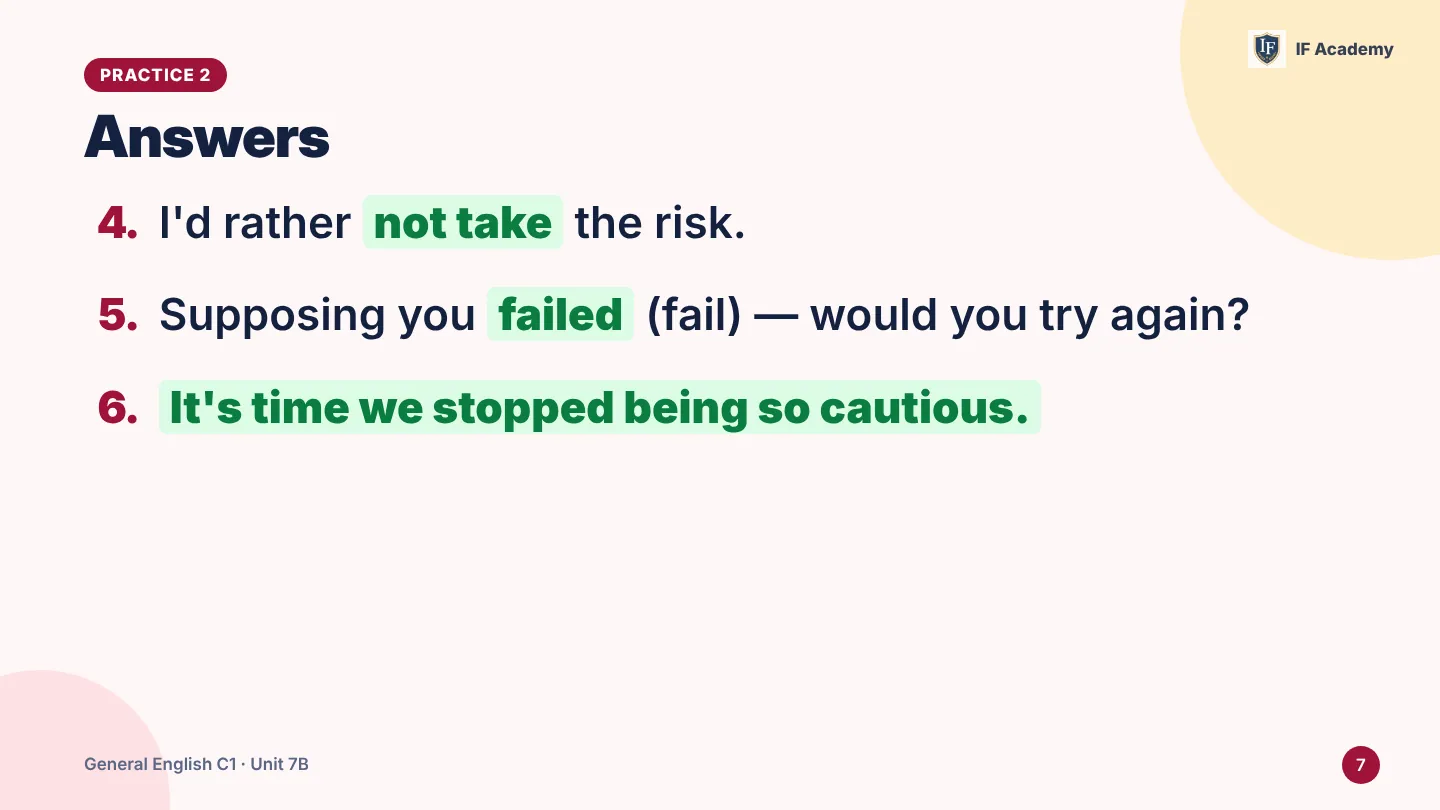 IF Academy
PRACTICE 2
Answers
4. I'd rather not take the risk.
5. Supposing you failed (fail) — would you try again?
6. It's time we stopped being so cautious.
General English C1 · Unit 7B
7